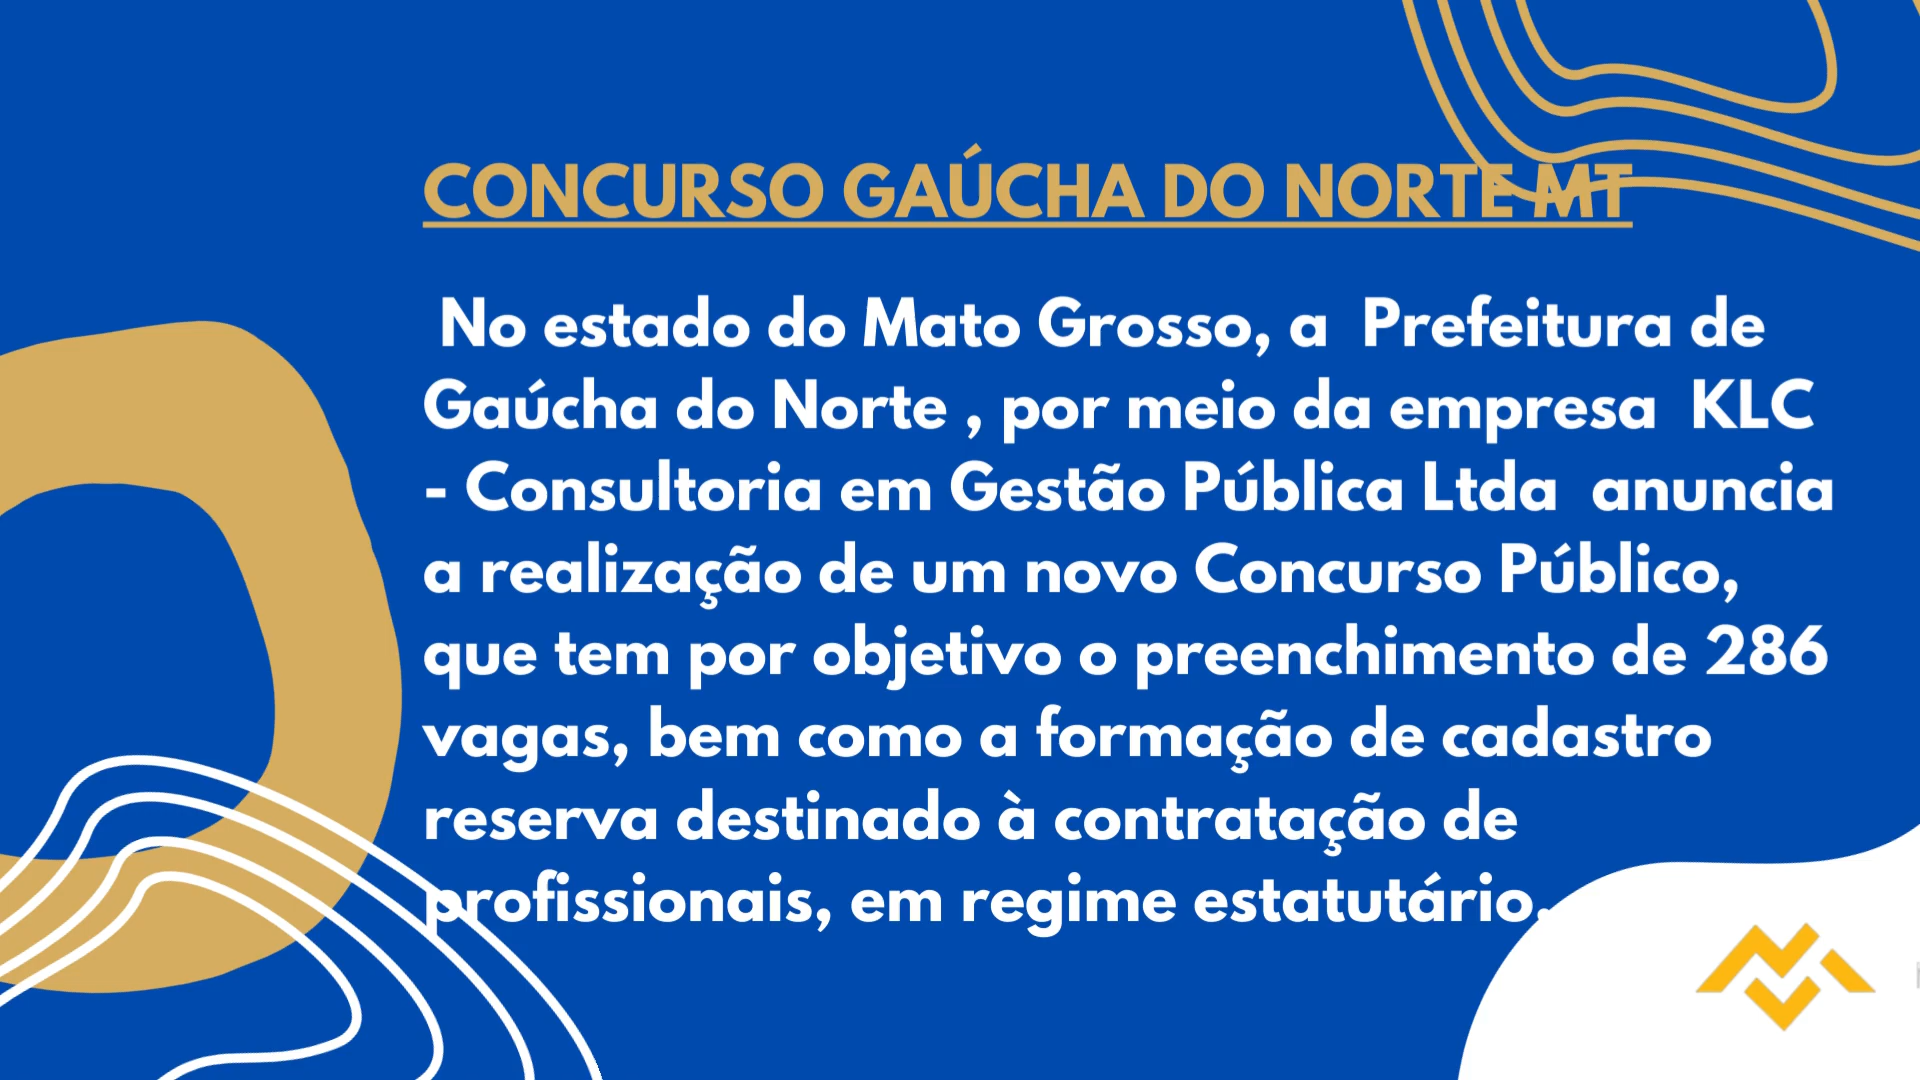 CONCURSO GAÚCHA DO NORTE MT
No estado do Mato Grosso, a Prefeitura de
Gaúcha do Norte , por meio da empresa KLC
- Consultoria em Gestão Pública Ltda anuncia
a realização de um novo Concurso Público,
que tem por objetivo o preenchimento de 286
vagas, bem como a formação de cadastro
reserva destinado à contratação de
profissionais, em regime estatutário.